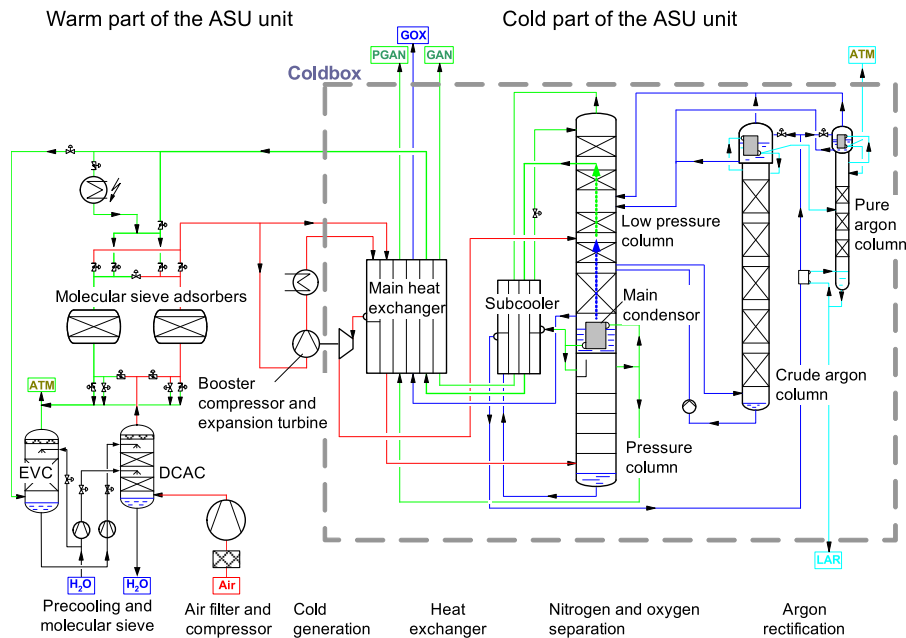 Warm part of the ASU unit
Cold part of the ASU unit
GOX
PGAN
GAN
ATM
Coldbox
Low pressure
column
Pure
argon
column
Molecular sieve adsorbers
Main heat
exchanger
Subcooler
Main
condensor
Booster
compressor and
expansion turbine
Crude argon
column
ATM
EVC
DCAC
Pressure
column
LAR
H₂O
H₂O
Air
Precooling and
molecular sieve
Air filter and
compressor
Cold
generation
Heat
exchanger
Nitrogen and oxygen
separation
Argon
rectification